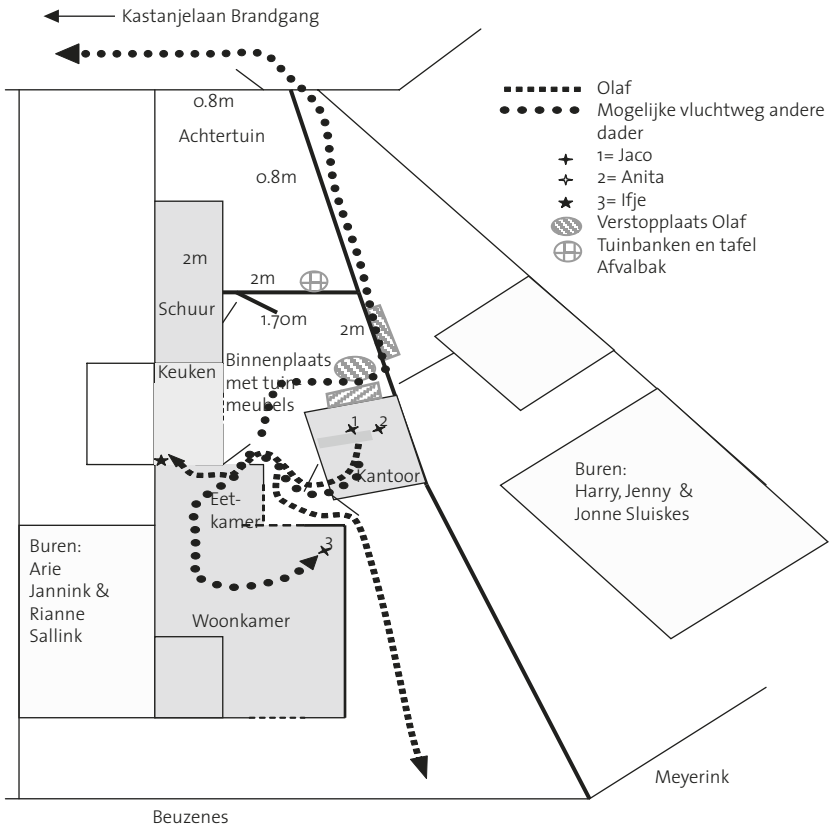 Kastanjelaan Brandgang
Olaf
Mogelijke vluchtweg andere
dader
1= Jaco
2= Anita
3= Ifje
Verstopplaats Olaf
Tuinbanken en tafel
Afvalbak
0.8m
Achtertuin
0.8m
2m
2m
Schuur
1.70m
2m
Keuken
Binnenplaats
met tuin-
meubels
1
2
Kantoor
Eet-
kamer
3
Woonkamer
Buren:
Arie
Jannink &
Rianne
Sallink
Buren:
Harry, Jenny &
Jonne Sluiskes
Meyerink
Beuzenes